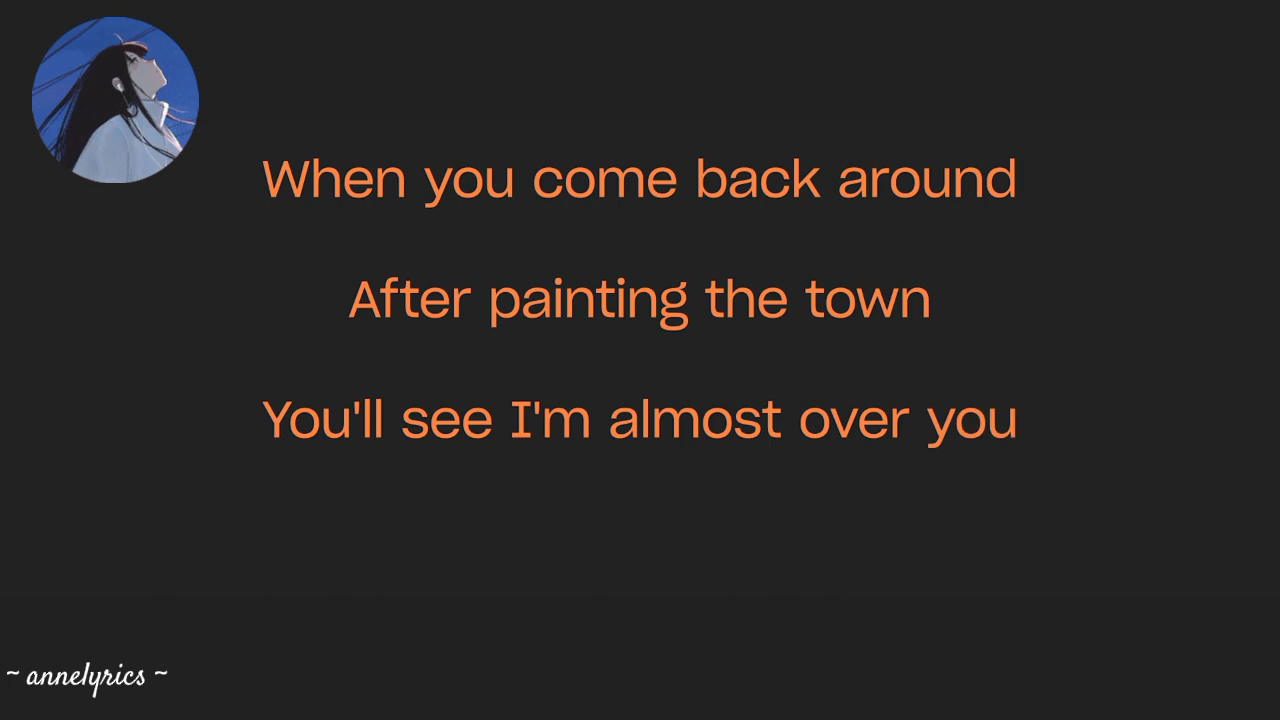 When you come back around
After painting the town
You'll see I'm almost over you
~ annelyrics ~